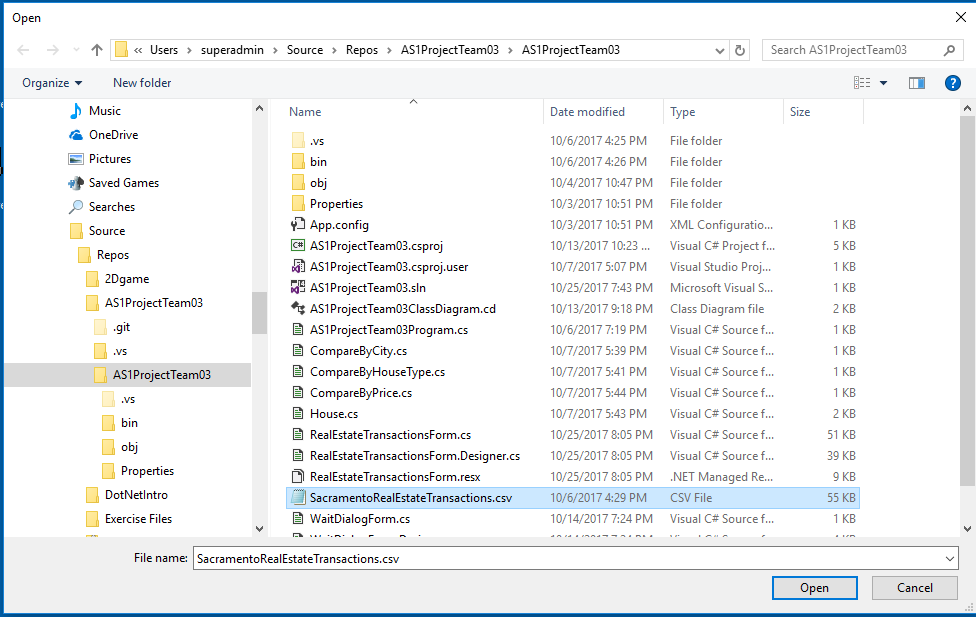 Open
« Users > superadmin > Source > Repos > AS1ProjectTeam03 > AS1ProjectTeam03
Search AS1ProjectTeam03
Organize New folder
Music
OneDrive
Pictures
Saved Games
Searches
Source
Repos
2Dgame
AS1ProjectTeam03
.git
.vs
AS1ProjectTeam03
.vs
bin
obj
Properties
DotNetIntro
Exercise Files
Name Date modified Type Size
.vs 10/6/2017 4:25 PM File folder
bin 10/6/2017 4:26 PM File folder
obj 10/4/2017 10:47 PM File folder
Properties 10/3/2017 10:51 PM File folder
App.config 10/3/2017 10:51 PM XML Configuratio... 1 KB
AS1ProjectTeam03.csproj 10/13/2017 10:23 ... Visual C# Project f... 5 KB
AS1ProjectTeam03.csproj.user 10/7/2017 5:07 PM Visual Studio Proj... 1 KB
AS1ProjectTeam03.sln 10/25/2017 7:43 PM Microsoft Visual S... 1 KB
AS1ProjectTeam03ClassDiagram.cd 10/13/2017 9:18 PM Class Diagram file 2 KB
AS1ProjectTeam03Program.cs 10/6/2017 7:19 PM Visual C# Source f... 1 KB
CompareByCity.cs 10/7/2017 5:39 PM Visual C# Source f... 1 KB
CompareByHouseType.cs 10/7/2017 5:41 PM Visual C# Source f... 1 KB
CompareByPrice.cs 10/7/2017 5:44 PM Visual C# Source f... 1 KB
House.cs 10/7/2017 5:43 PM Visual C# Source f... 2 KB
RealEstateTransactionsForm.cs 10/25/2017 8:05 PM Visual C# Source f... 51 KB
RealEstateTransactionsForm.Designer.cs 10/25/2017 8:05 PM Visual C# Source f... 39 KB
RealEstateTransactionsForm.resx 10/25/2017 8:05 PM .NET Managed Re... 9 KB
SacramentoRealEstateTransactions.csv 10/6/2017 4:29 PM CSV File 55 KB
WaitDialogForm.cs 10/14/2017 7:24 PM Visual C# Source f... 1 KB
File name: SacramentoRealEstateTransactions.csv
Open Cancel